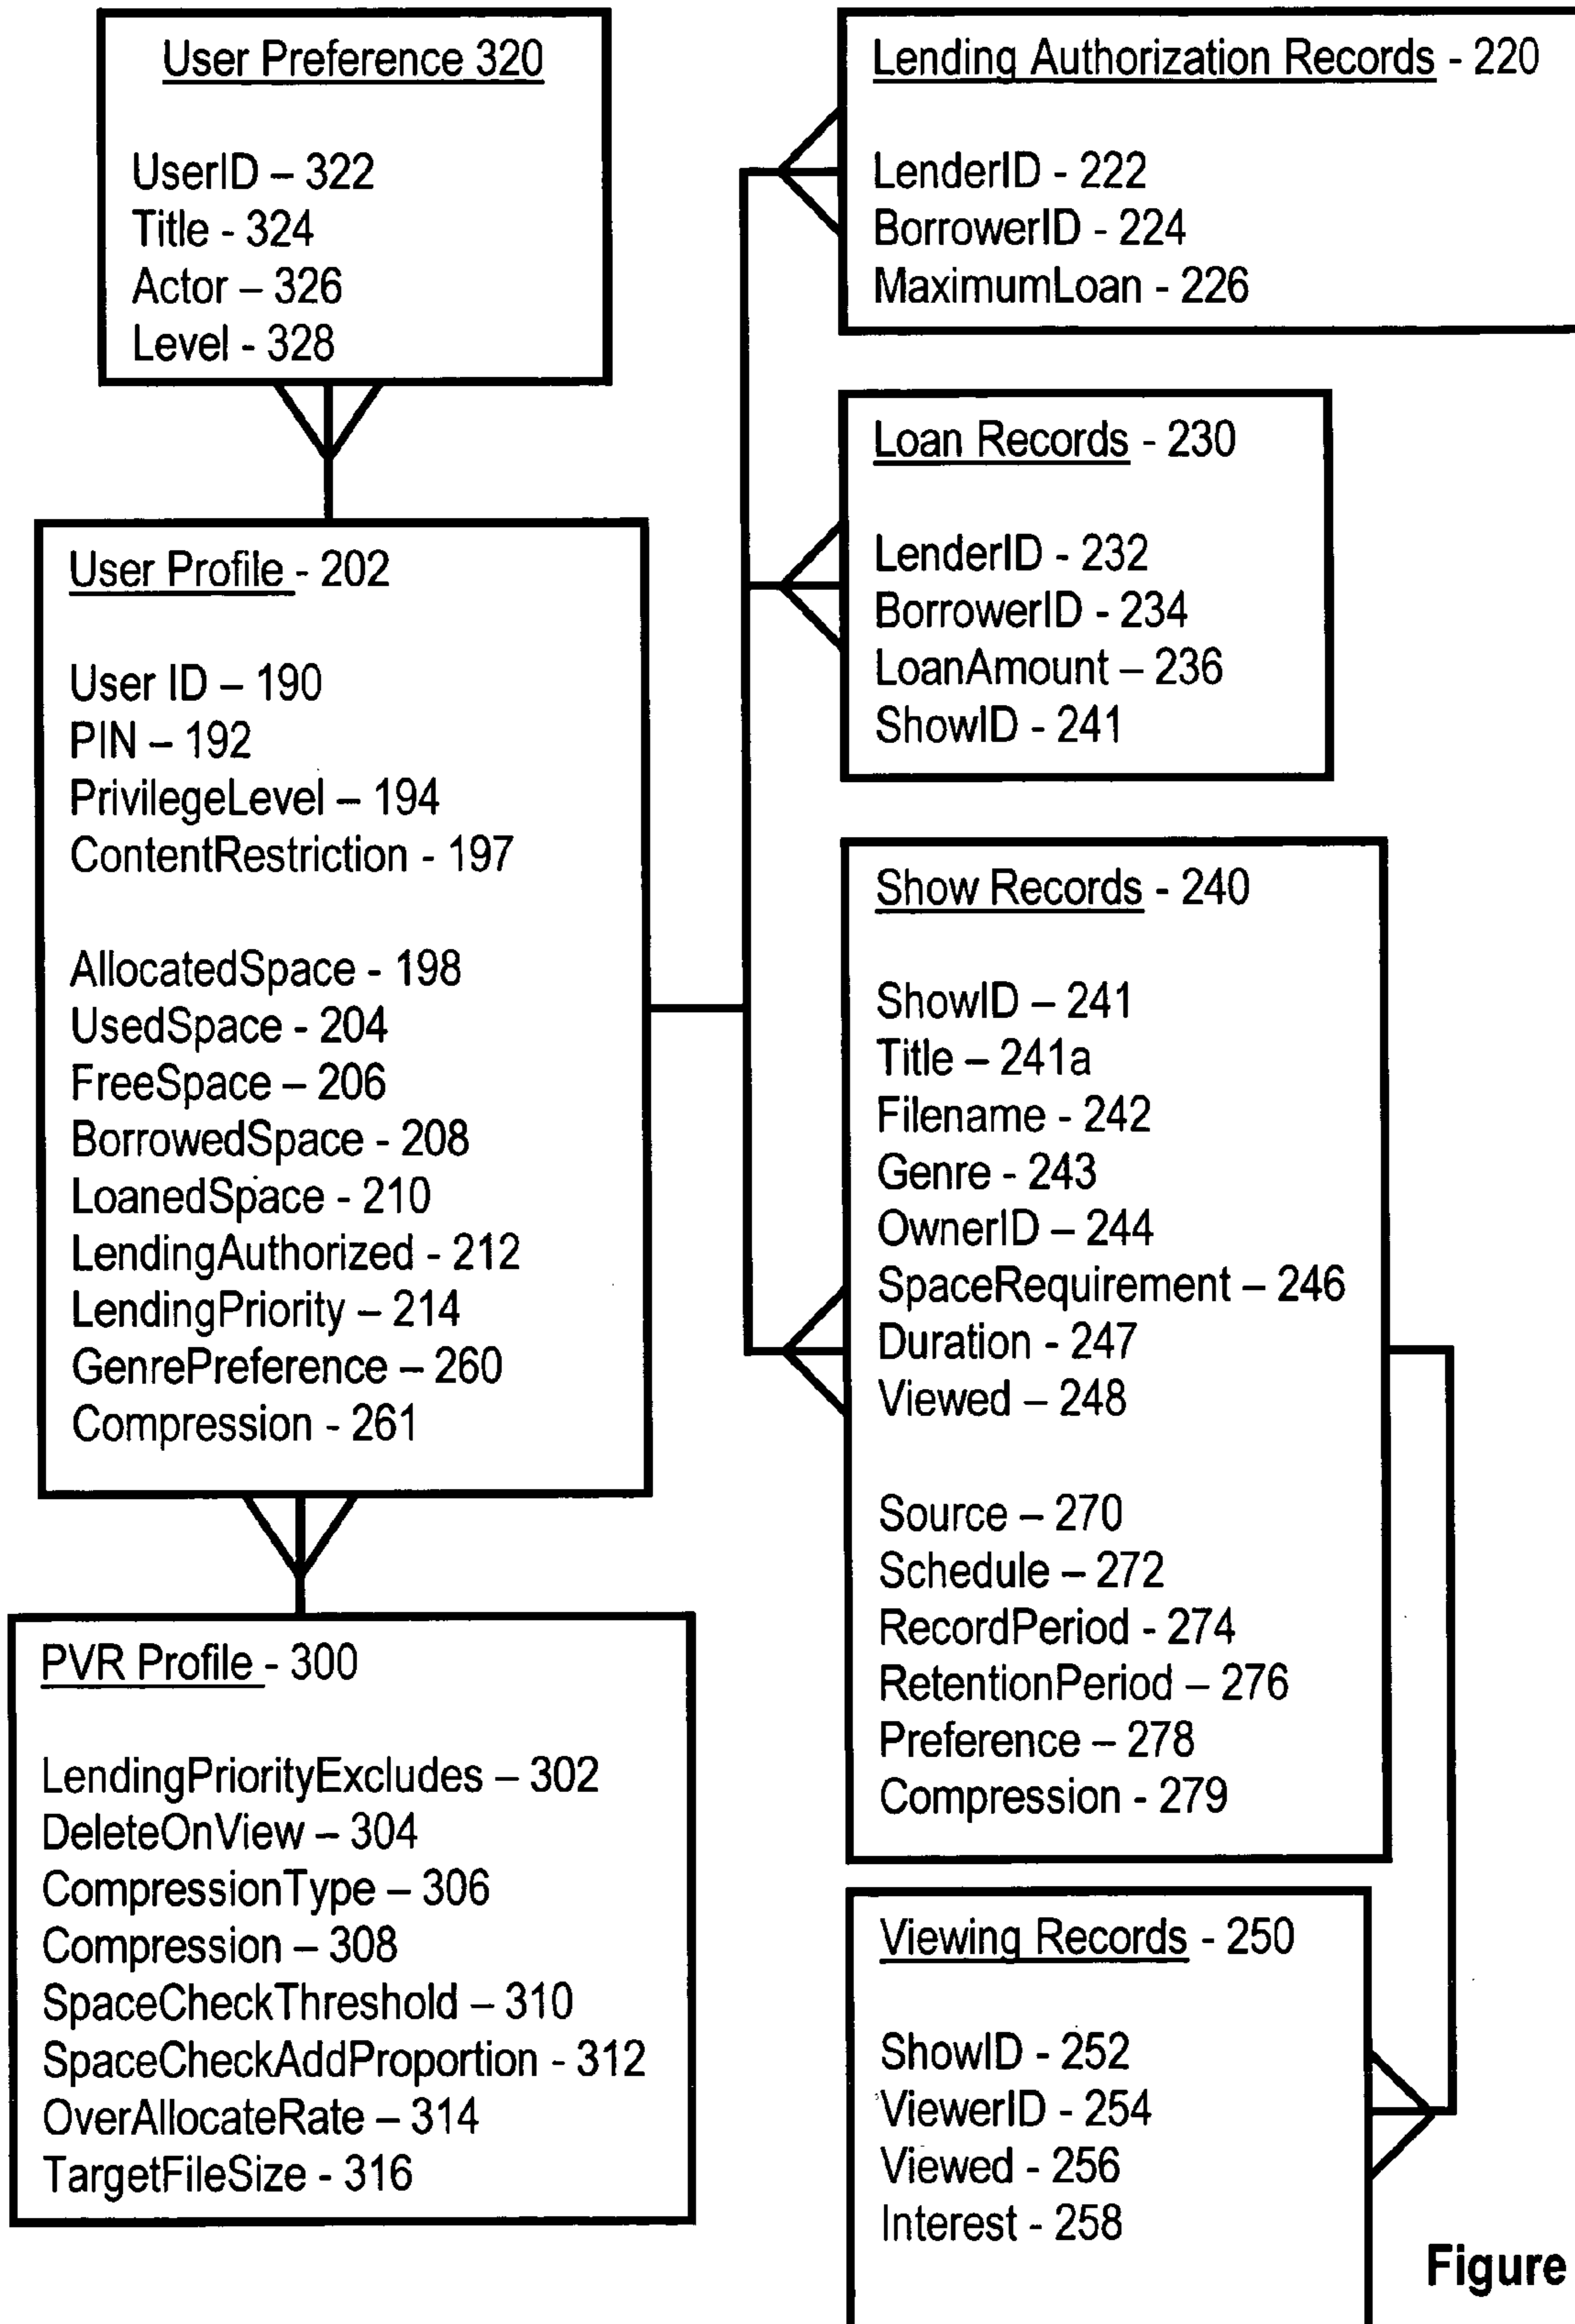 User Preference 320
UserID – 322
Title - 324
Actor – 326
Level - 328
User Profile - 202
User ID – 190
PIN – 192
PrivilegeLevel – 194
ContentRestriction - 197
AllocatedSpace - 198
UsedSpace - 204
FreeSpace – 206
BorrowedSpace - 208
LoanedSpace - 210
LendingAuthorized - 212
LendingPriority – 214
GenrePreference – 260
Compression - 261
PVR Profile - 300
LendingPriorityExcludes – 302
DeleteOnView – 304
CompressionType – 306
Compression – 308
SpaceCheckThreshold – 310
SpaceCheckAddProportion - 312
OverAllocateRate – 314
TargetFileSize - 316
Lending Authorization Records - 220
LenderID - 222
BorrowerID - 224
MaximumLoan - 226
Loan Records - 230
LenderID - 232
BorrowerID - 234
LoanAmount – 236
ShowID - 241
Show Records - 240
ShowID – 241
Title – 241a
Filename - 242
Genre - 243
OwnerID – 244
SpaceRequirement – 246
Duration - 247
Viewed – 248
Source – 270
Schedule – 272
RecordPeriod - 274
RetentionPeriod – 276
Preference – 278
Compression - 279
Viewing Records - 250
ShowID - 252
ViewerID - 254
Viewed - 256
Interest - 258
Figure